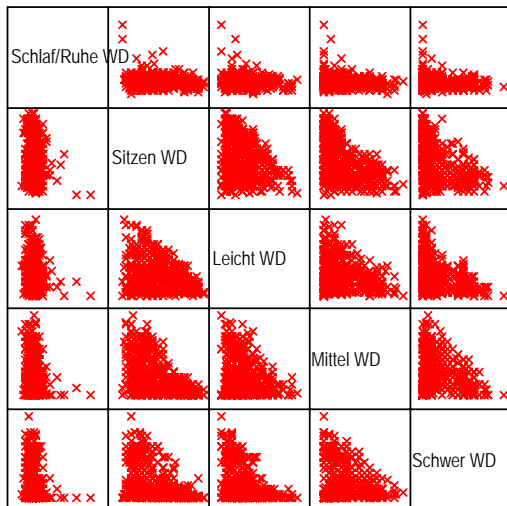 Schlaf/Ruhe WD
Sitzen WD
Leicht WD
Mittel WD
Schwer WD